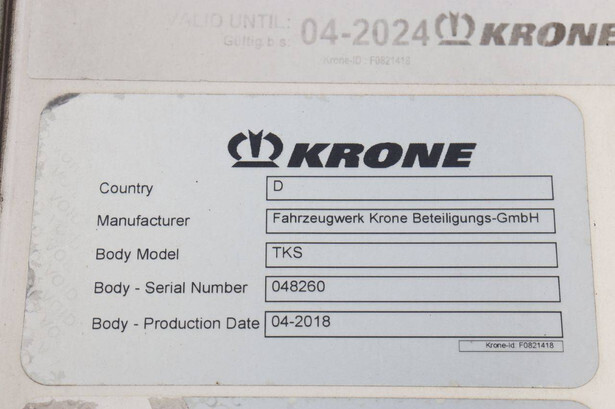 VALID UNTIL:
Gültig bis:
04-2024
KRONE
Krone-ID : F0821418
KRONE
Country D
Manufacturer Fahrzeugwerk Krone Beteiligungs-GmbH
Body Model TKS
Body - Serial Number 048260
Body - Production Date 04-2018
Krone-Id F0821418